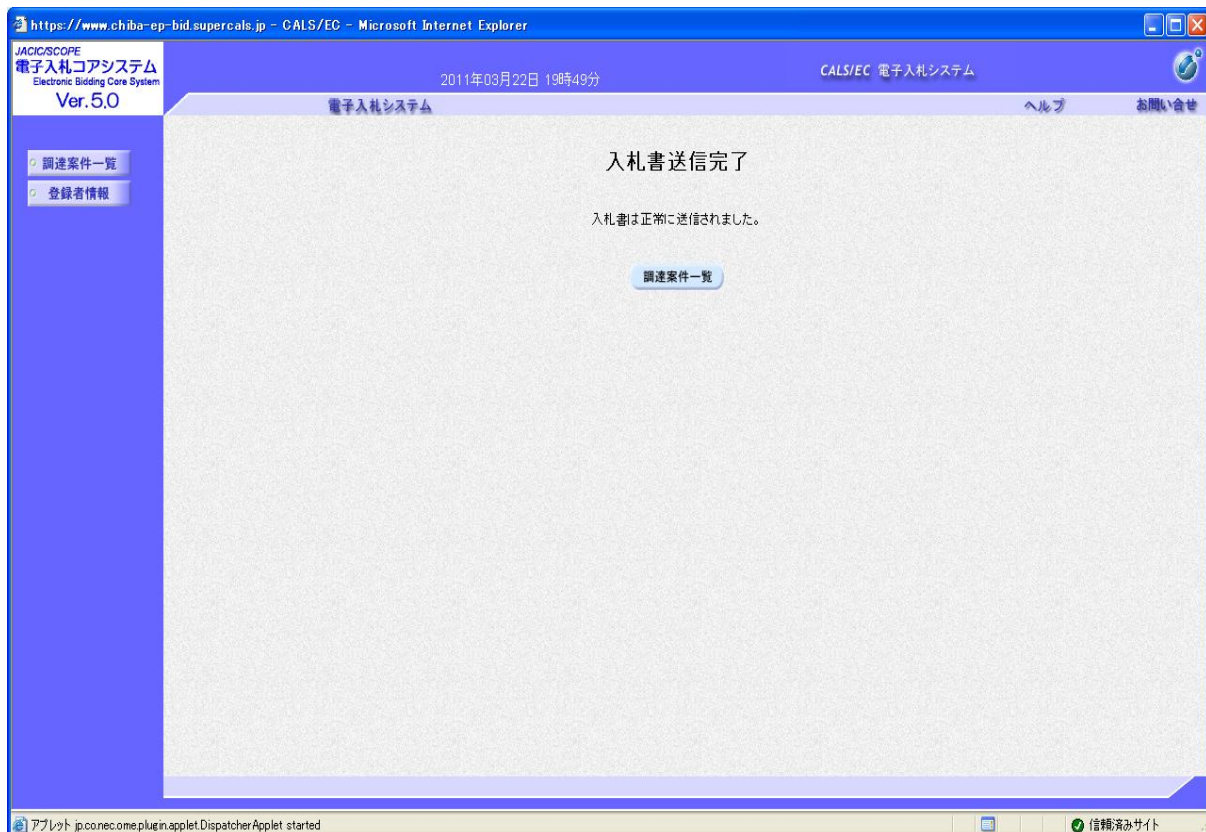 https://www.chiba-ep-bid.supercals.jp - CALS/EC - Microsoft Internet Explorer
JACIC/SCOPE
電子入札コアシステム
Electronic Bidding Core System
Ver.5.0
2011年03月22日 19時49分
CALS/EC 電子入札システム
電子入札システム
ヘルプ
お問い合せ
調達案件一覧
登録者情報
入札書送信完了
入札書は正常に送信されました。
調達案件一覧
アプレット jp.co.nec.ome.plugin.applet.DispatcherApplet started
信頼済みサイト